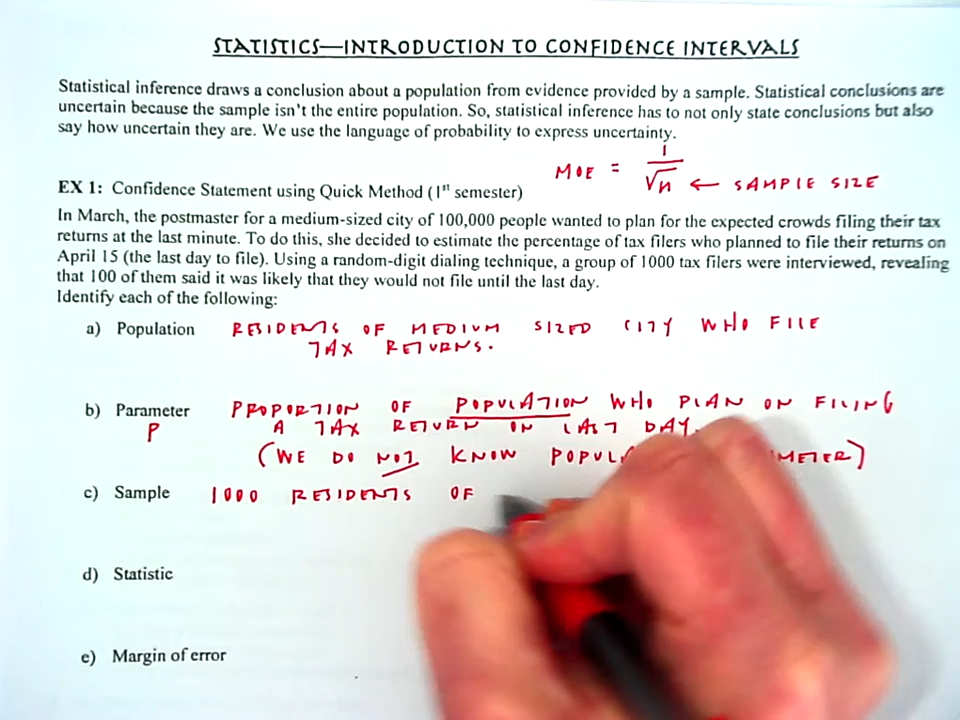 STATISTICS—INTRODUCTION TO CONFIDENCE INTERVALS
Statistical inference draws a conclusion about a population from evidence provided by a sample. Statistical conclusions are
uncertain because the sample isn't the entire population. So, statistical inference has to not only state conclusions but also
say how uncertain they are. We use the language of probability to express uncertainty.
MOE = 1/√n ← SAMPLE SIZE
EX 1: Confidence Statement using Quick Method (1st semester)
In March, the postmaster for a medium-sized city of 100,000 people wanted to plan for the expected crowds filing their tax
returns at the last minute. To do this, she decided to estimate the percentage of tax filers who planned to file their returns on
April 15 (the last day to file). Using a random-digit dialing technique, a group of 1000 tax filers were interviewed, revealing
that 100 of them said it was likely that they would not file until the last day.
Identify each of the following:
a) Population RESIDENTS OF MEDIUM SIZED CITY WHO FILE
TAX RETURNS.
b) Parameter PROPORTION OF POPULATION WHO PLAN ON FILING
P A TAX RETURN ON LAST DAY.
(WE DO NOT KNOW POPUL METER)
c) Sample 1000 RESIDENTS OF
d) Statistic
e) Margin of error